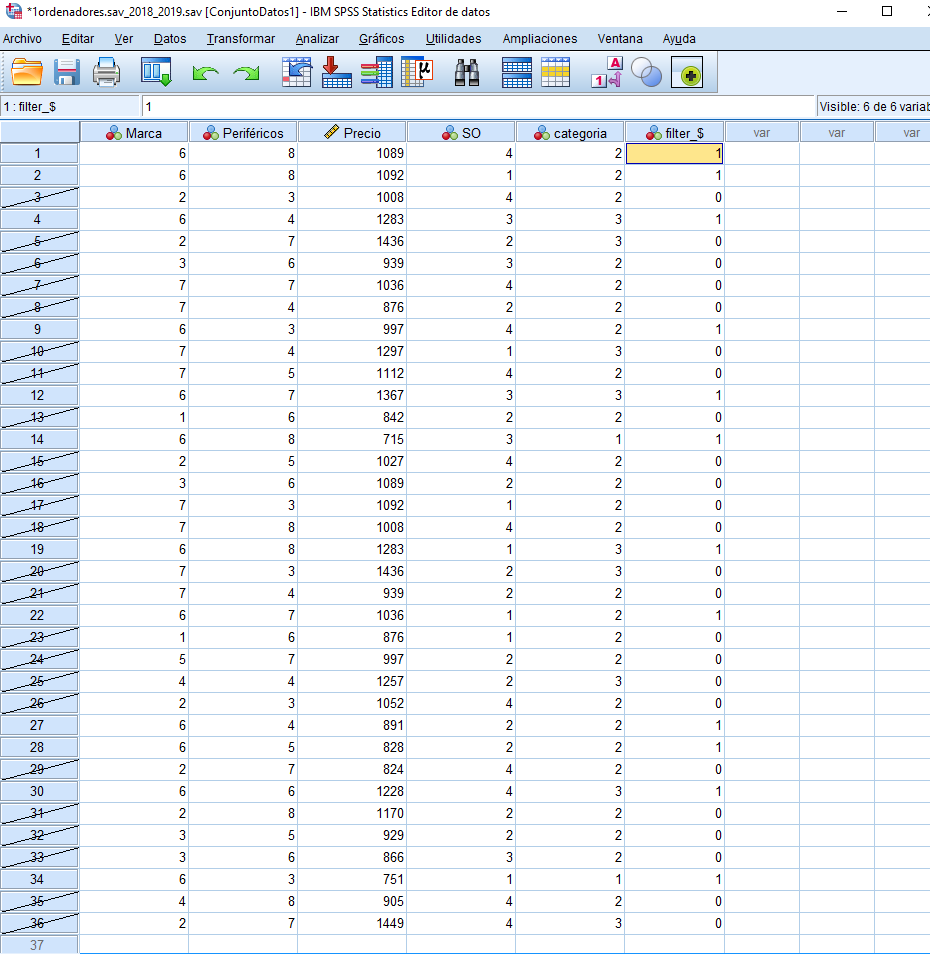 *1ordenadores.sav_2018_2019.sav [ConjuntoDatos1] - IBM SPSS Statistics Editor de datos
Archivo Editar Ver Datos Transformar Analizar Gráficos Utilidades Ampliaciones Ventana Ayuda
1 : filter_$ 1 Visible: 6 de 6 variab
Marca Periféricos Precio SO categoria filter_$ var var var
1 6 8 1089 4 2 1
2 6 8 1092 1 2 1
3 2 3 1008 4 2 0
4 6 4 1283 3 3 1
5 2 7 1436 2 3 0
6 3 6 939 3 2 0
7 7 7 1036 4 2 0
8 7 4 876 2 2 0
9 6 3 997 4 2 1
10 7 4 1297 1 3 0
11 7 5 1112 4 2 0
12 6 7 1367 3 3 1
13 1 6 842 2 2 0
14 6 8 715 3 1 1
15 2 5 1027 4 2 0
16 3 6 1089 2 2 0
17 7 3 1092 1 2 0
18 7 8 1008 4 2 0
19 6 8 1283 1 3 1
20 7 3 1436 2 3 0
21 7 4 939 2 2 0
22 6 7 1036 1 2 1
23 1 6 876 1 2 0
24 5 7 997 2 2 0
25 4 4 1257 2 3 0
26 2 3 1052 4 2 0
27 6 4 891 2 2 1
28 6 5 828 2 2 1
29 2 7 824 4 2 0
30 6 6 1228 4 3 1
31 2 8 1170 2 2 0
32 3 5 929 2 2 0
33 3 6 866 3 2 0
34 6 3 751 1 1 1
35 4 8 905 4 2 0
36 2 7 1449 4 3 0
37